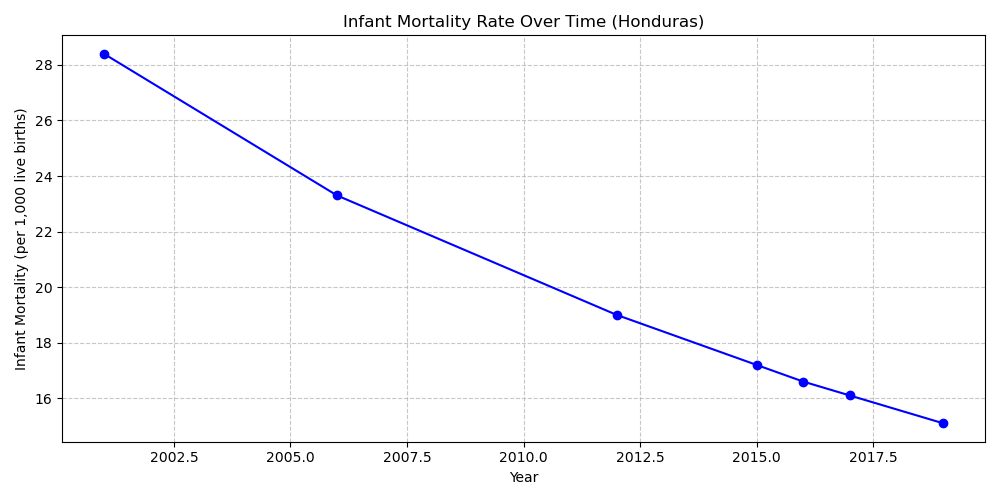 Infant Mortality Rate Over Time (Honduras)
Infant Mortality (per 1,000 live births)
28
26
24
22
20
18
16
2002.5 2005.0 2007.5 2010.0 2012.5 2015.0 2017.5
Year